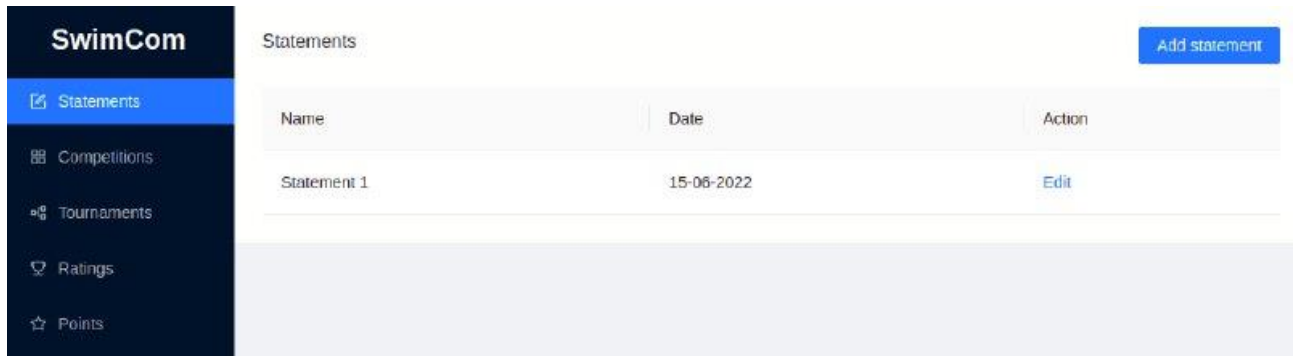 SwimCom
Statements
Competitions
Tournaments
Ratings
Points
Statements
Add statement
Name Date Action
Statement 1 15-06-2022 Edit